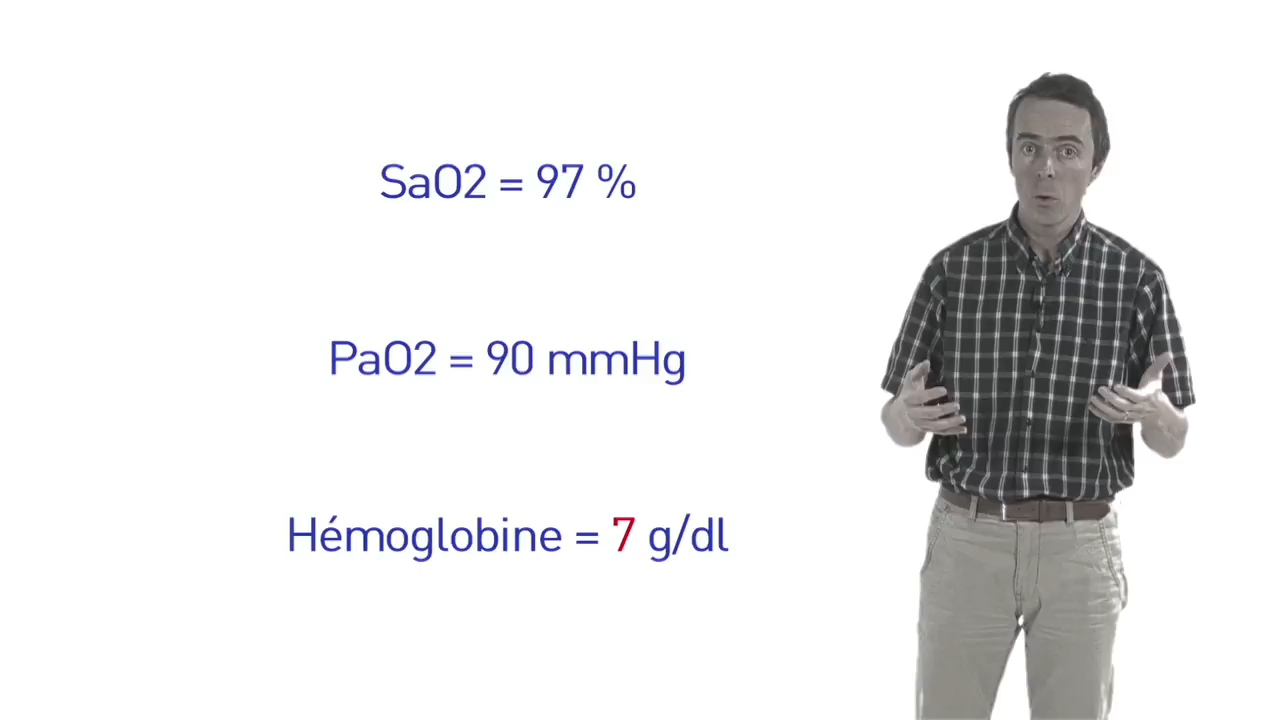 SaO2 = 97 %
PaO2 = 90 mmHg
Hémoglobine = 7 g/dl